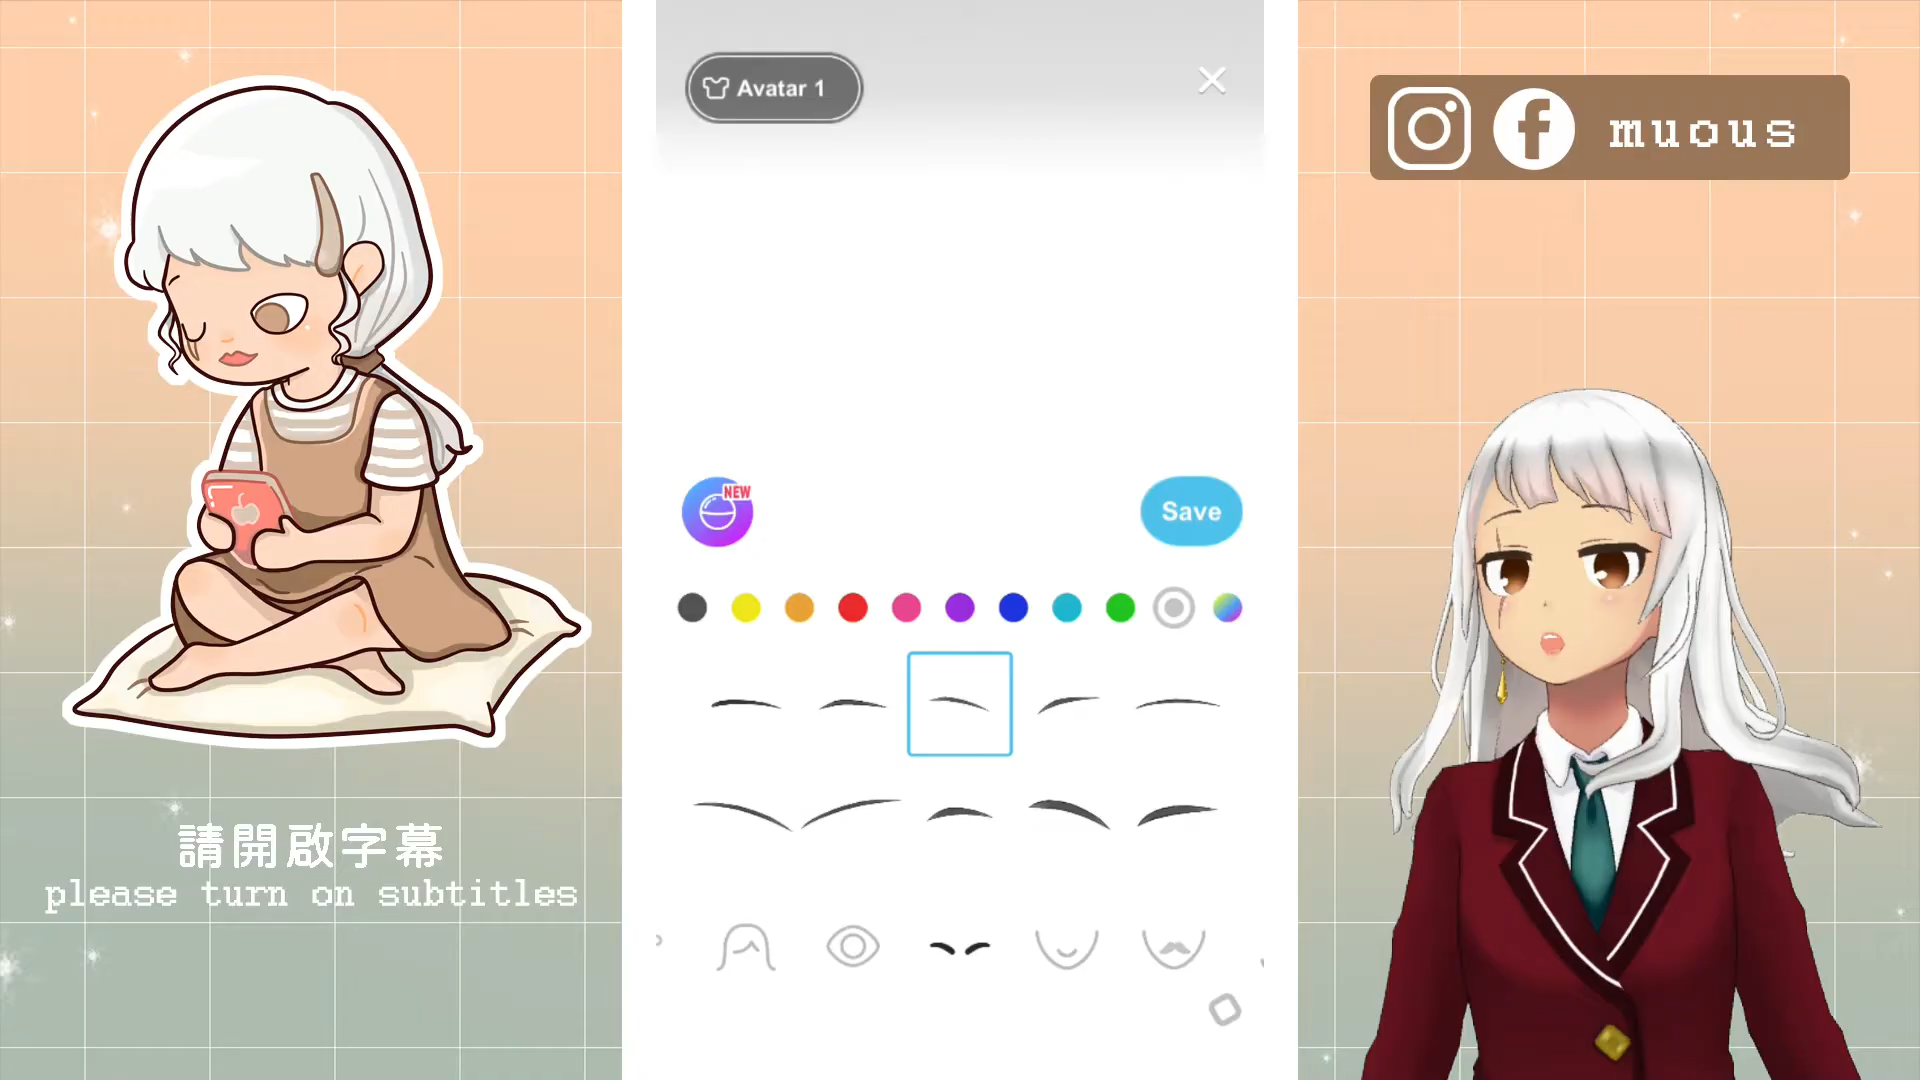 請開啟字幕
please turn on subtitles
Avatar 1
NEW
Save
muous